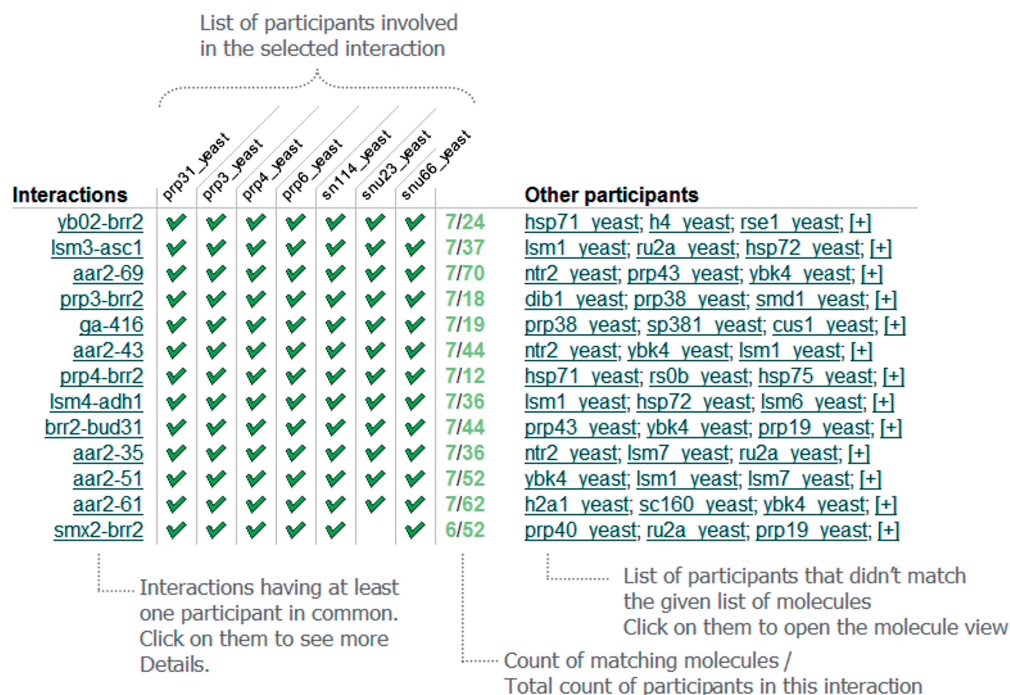 List of participants involved
in the selected interaction
prp31_yeast
prp3_yeast
prp4_yeast
prp6_yeast
sn114_yeast
snu23_yeast
snu66_yeast
Interactions Other participants
yb02-brr2 7/24 hsp71_yeast; h4_yeast; rse1_yeast; [+]
lsm3-asc1 7/37 lsm1_yeast; ru2a_yeast; hsp72_yeast; [+]
aar2-69 7/70 ntr2_yeast; prp43_yeast; ybk4_yeast; [+]
prp3-brr2 7/18 dib1_yeast; prp38_yeast; smd1_yeast; [+]
ga-416 7/19 prp38_yeast; sp381_yeast; cus1_yeast; [+]
aar2-43 7/44 ntr2_yeast; ybk4_yeast; lsm1_yeast; [+]
prp4-brr2 7/12 hsp71_yeast; rs0b_yeast; hsp75_yeast; [+]
lsm4-adh1 7/36 lsm1_yeast; hsp72_yeast; lsm6_yeast; [+]
brr2-bud31 7/44 prp43_yeast; ybk4_yeast; prp19_yeast; [+]
aar2-35 7/36 ntr2_yeast; lsm7_yeast; ru2a_yeast; [+]
aar2-51 7/52 ybk4_yeast; lsm1_yeast; lsm7_yeast; [+]
aar2-61 7/62 h2a1_yeast; sc160_yeast; ybk4_yeast; [+]
smx2-brr2 6/52 prp40_yeast; ru2a_yeast; prp19_yeast; [+]
Interactions having at least
one participant in common.
Click on them to see more
Details.
List of participants that didn't match
the given list of molecules
Click on them to open the molecule view
Count of matching molecules /
Total count of participants in this interaction